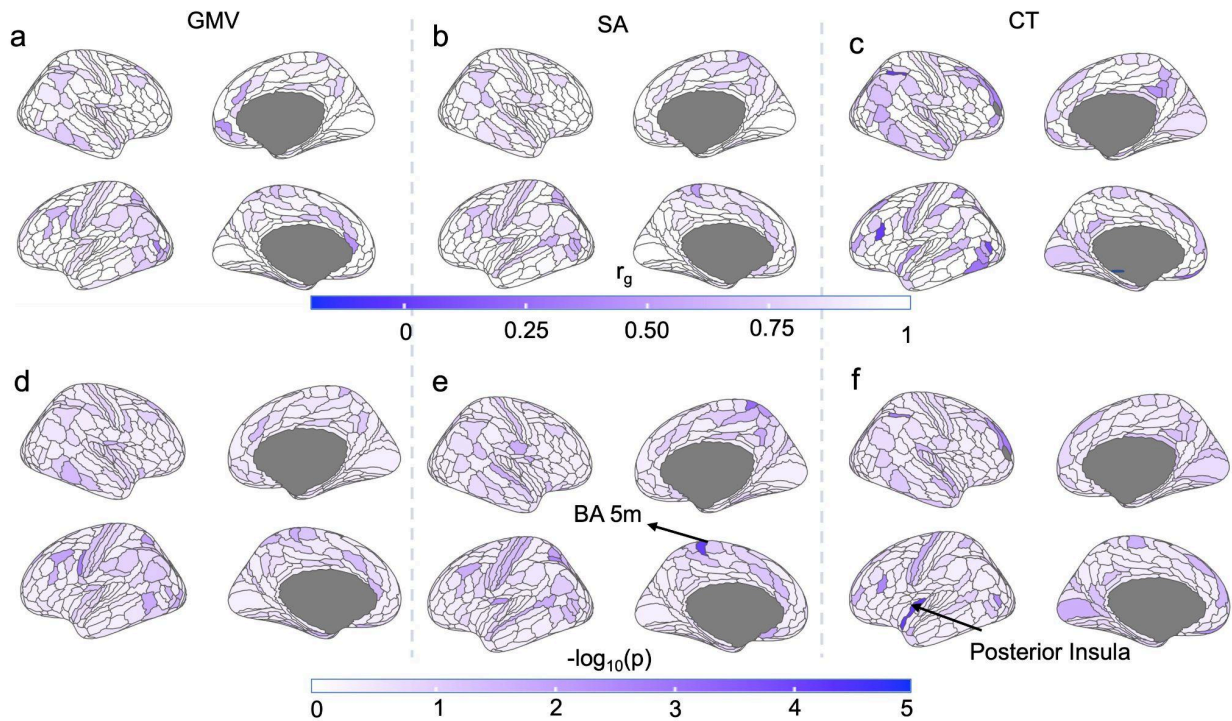 GMV SA CT
a b c
r_g
0 0.25 0.50 0.75 1
d e f
BA 5m
Posterior Insula
-log₁₀(p)
0 1 2 3 4 5